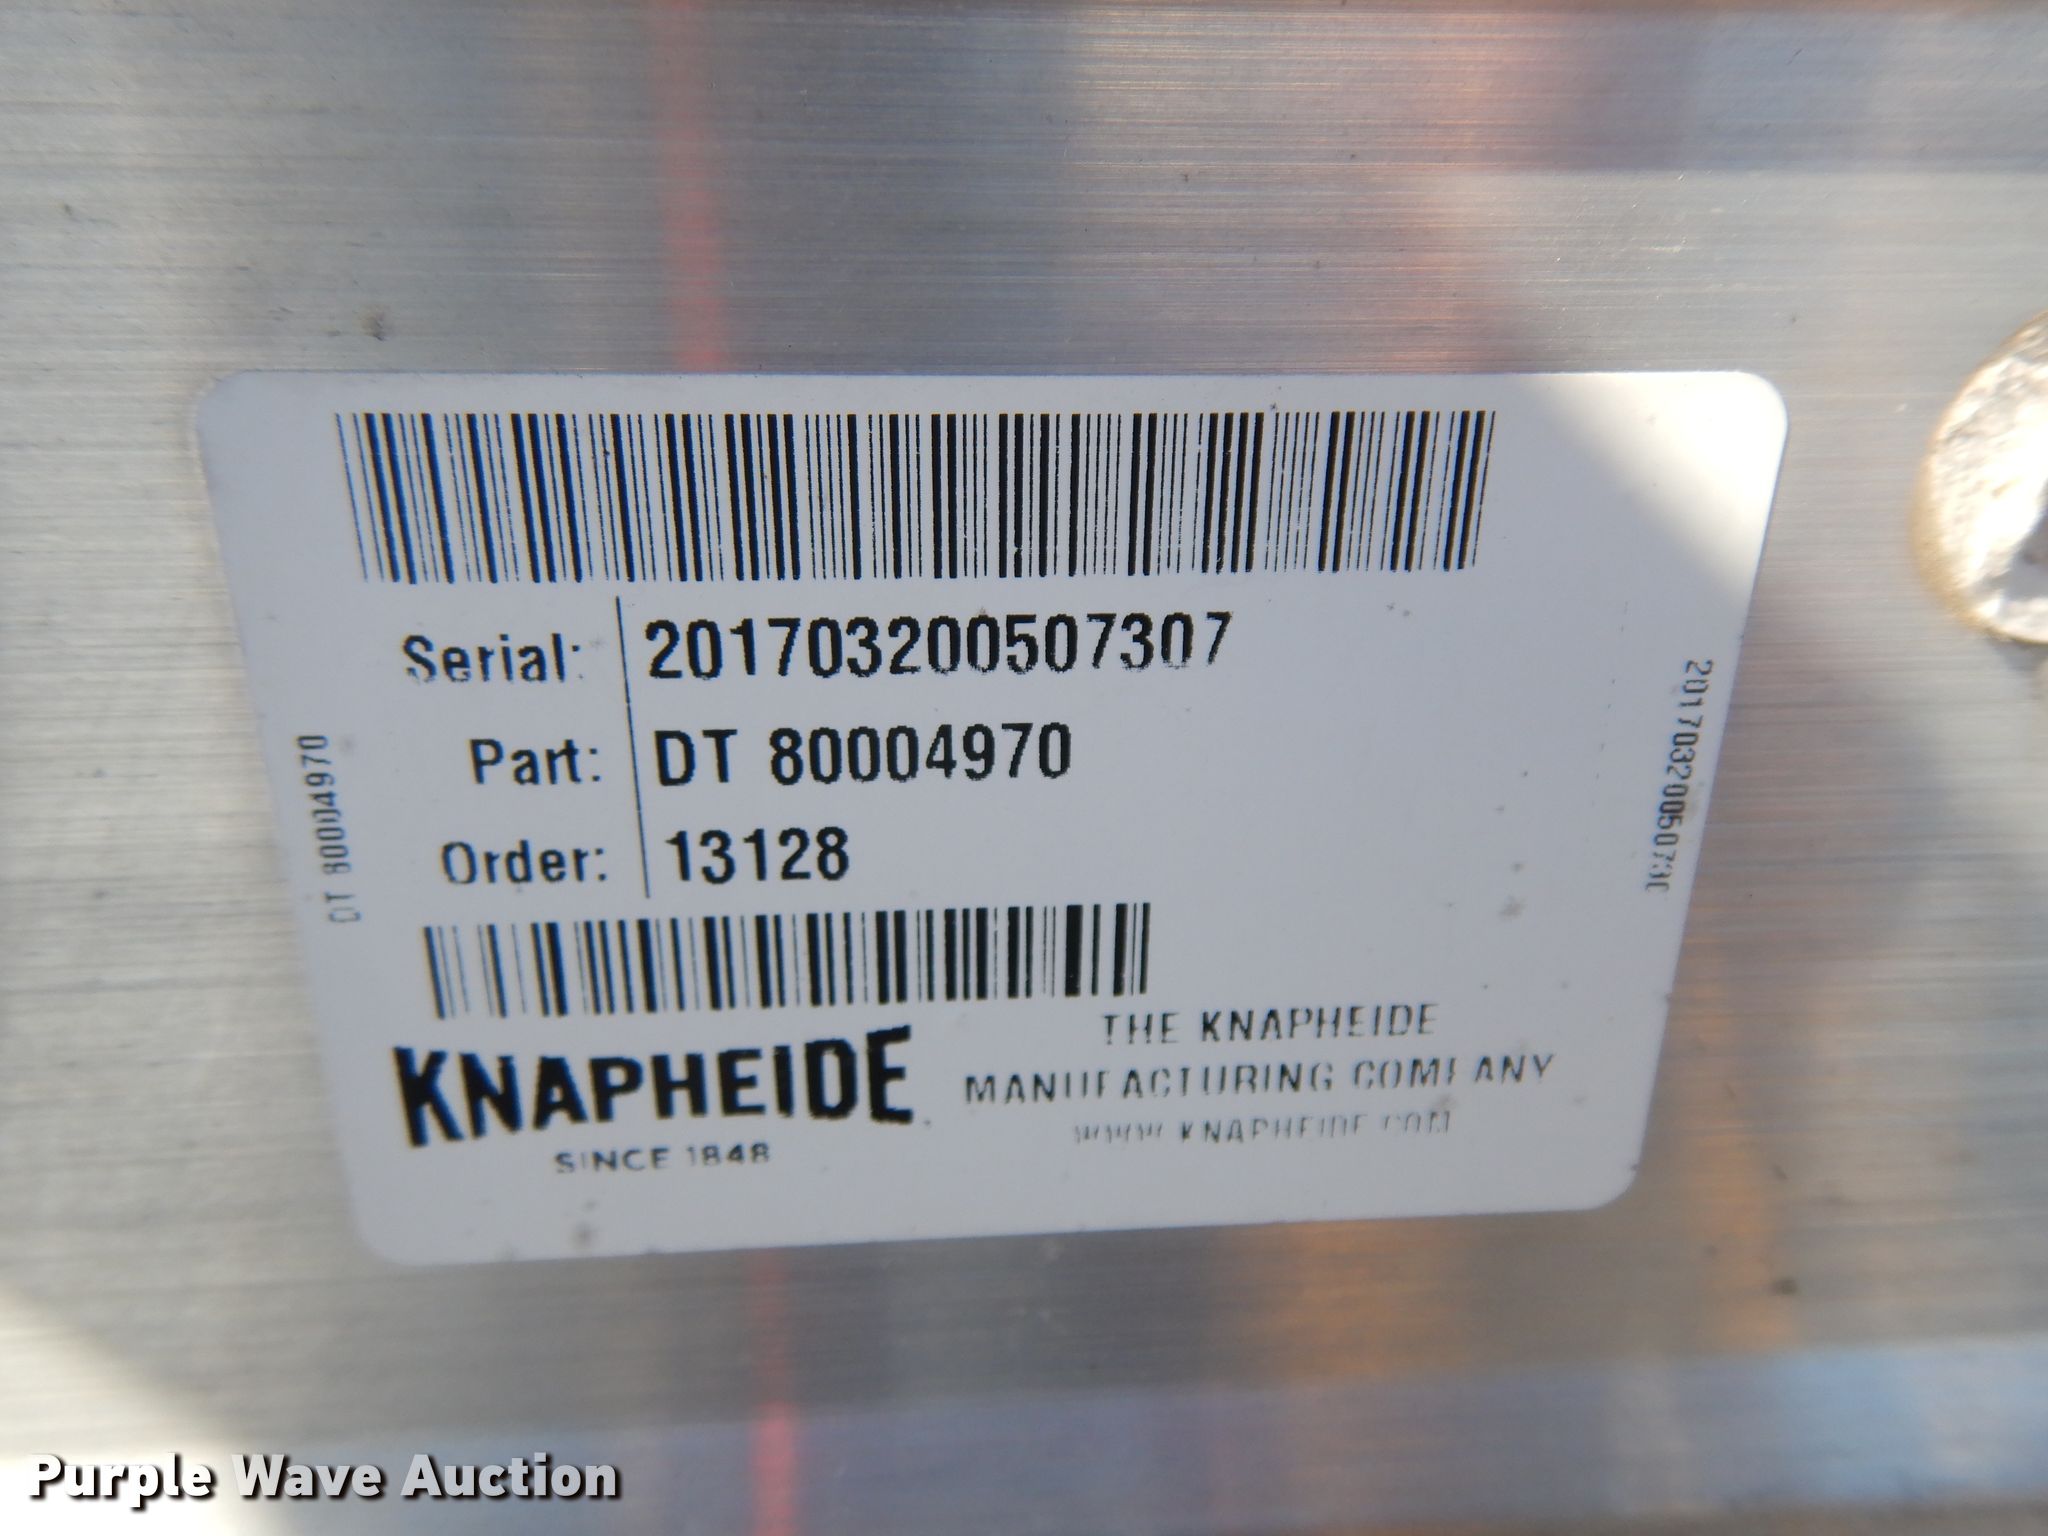 Serial: 201703200507307
Part: DT 80004970
Order: 13128
DT 80004970
20170320050730
KNAPHEIDE
SINCE 1848
THE KNAPHEIDE
MANUFACTURING COMPANY
WWW.KNAPHEIDE.COM
Purple Wave Auction